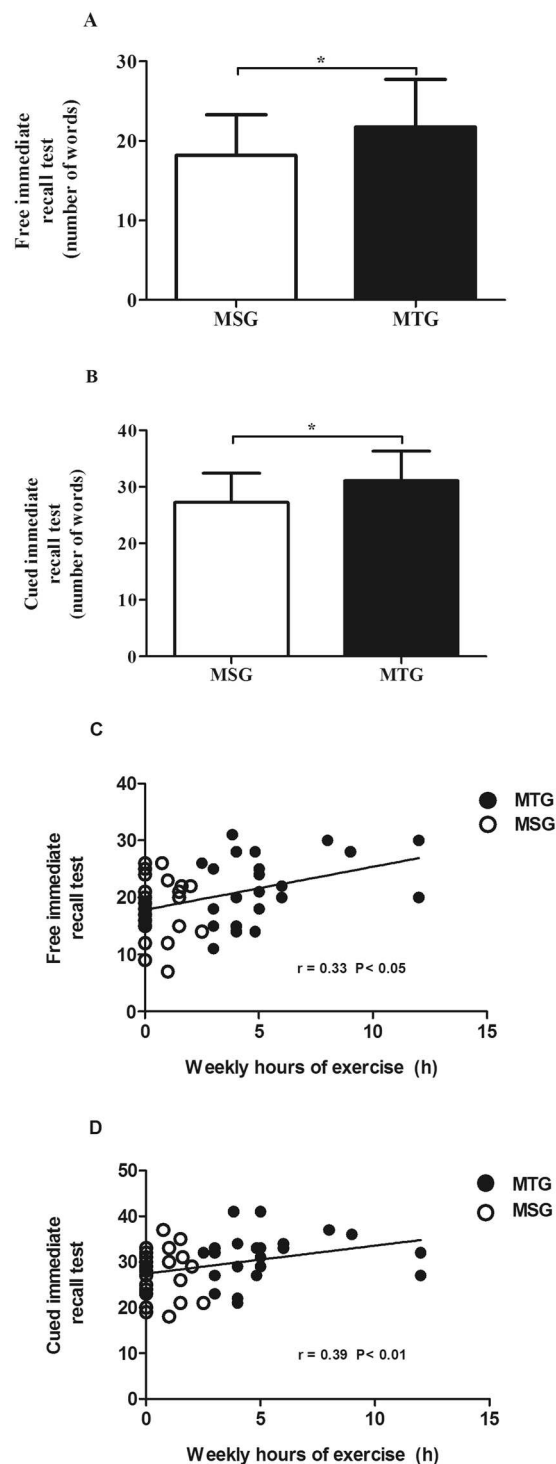 A
Free immediate
recall test
(number of words)
30
20
10
0
*
MSG
MTG
B
Cued immediate
recall test
(number of words)
40
30
20
10
0
*
MSG
MTG
C
Free immediate
recall test
40
30
20
10
0
0
5
10
15
r = 0.33 P< 0.05
Weekly hours of exercise (h)
MTG
MSG
D
Cued immediate
recall test
50
40
30
20
10
0
0
5
10
15
r = 0.39 P< 0.01
Weekly hours of exercise (h)
MTG
MSG